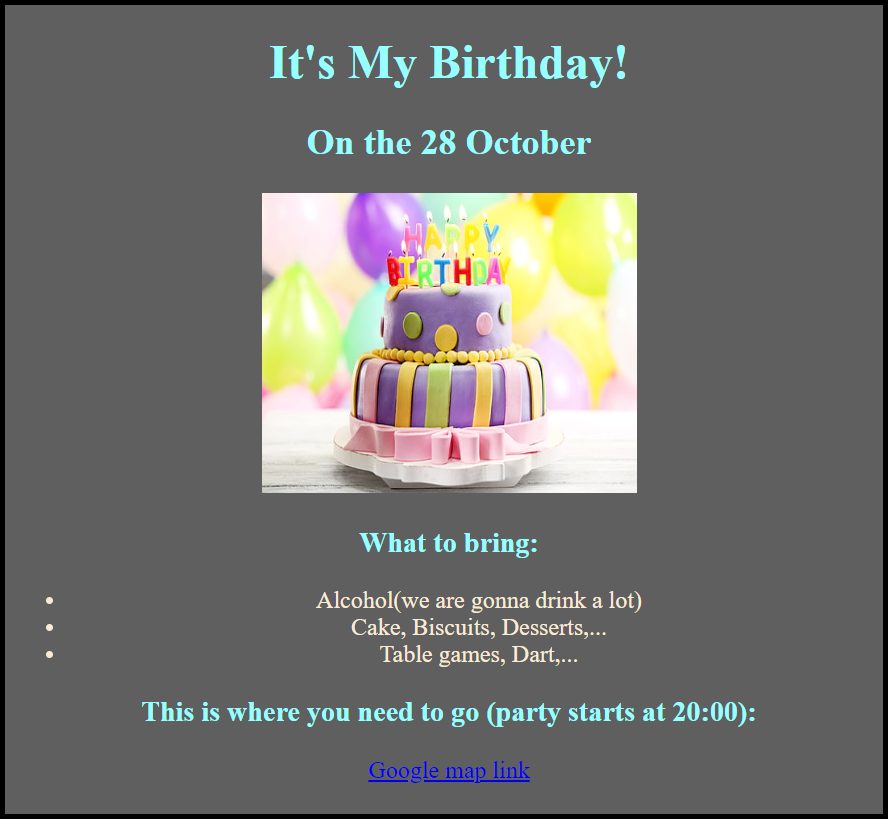 It's My Birthday!
On the 28 October
HAPPY
BIRTHDAY
What to bring:
Alcohol(we are gonna drink a lot)
Cake, Biscuits, Desserts,...
Table games, Dart,...
This is where you need to go (party starts at 20:00):
Google map link